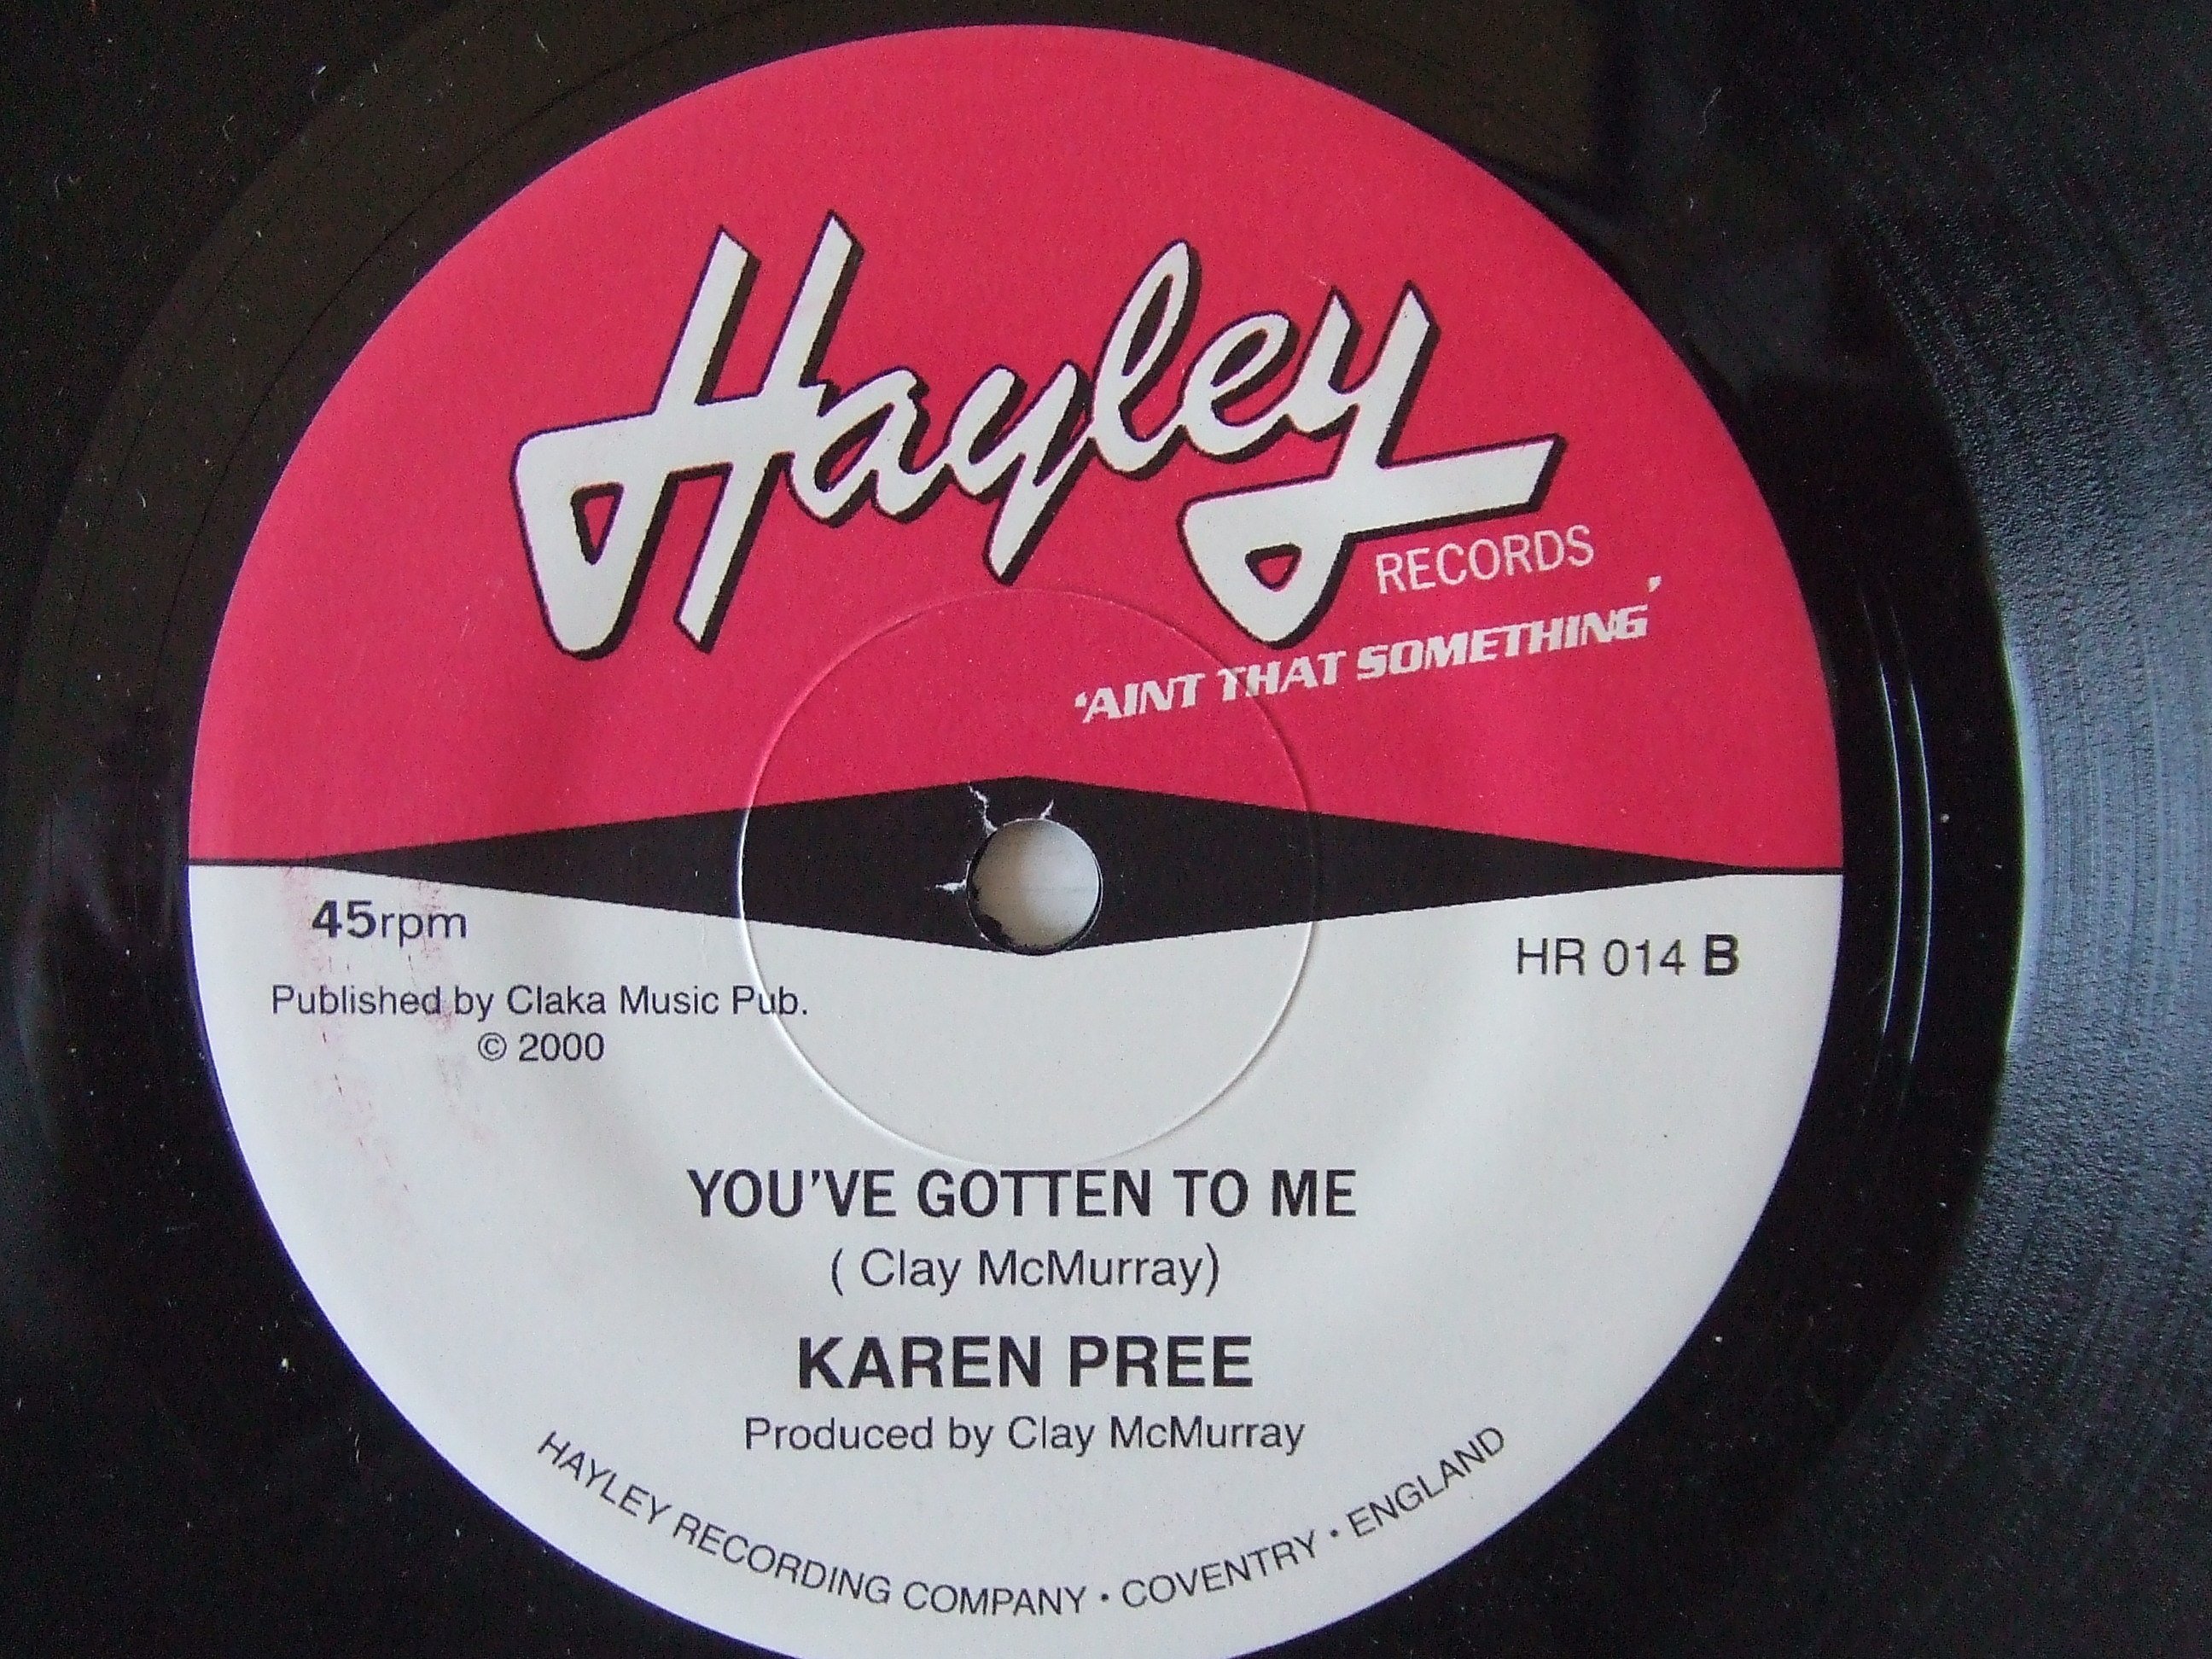 Hayley
RECORDS
‘AINT THAT SOMETHING’
45rpm
HR 014 B
Published by Claka Music Pub.
© 2000
YOU'VE GOTTEN TO ME
( Clay McMurray)
KAREN PREE
Produced by Clay McMurray
HAYLEY RECORDING COMPANY • COVENTRY • ENGLAND